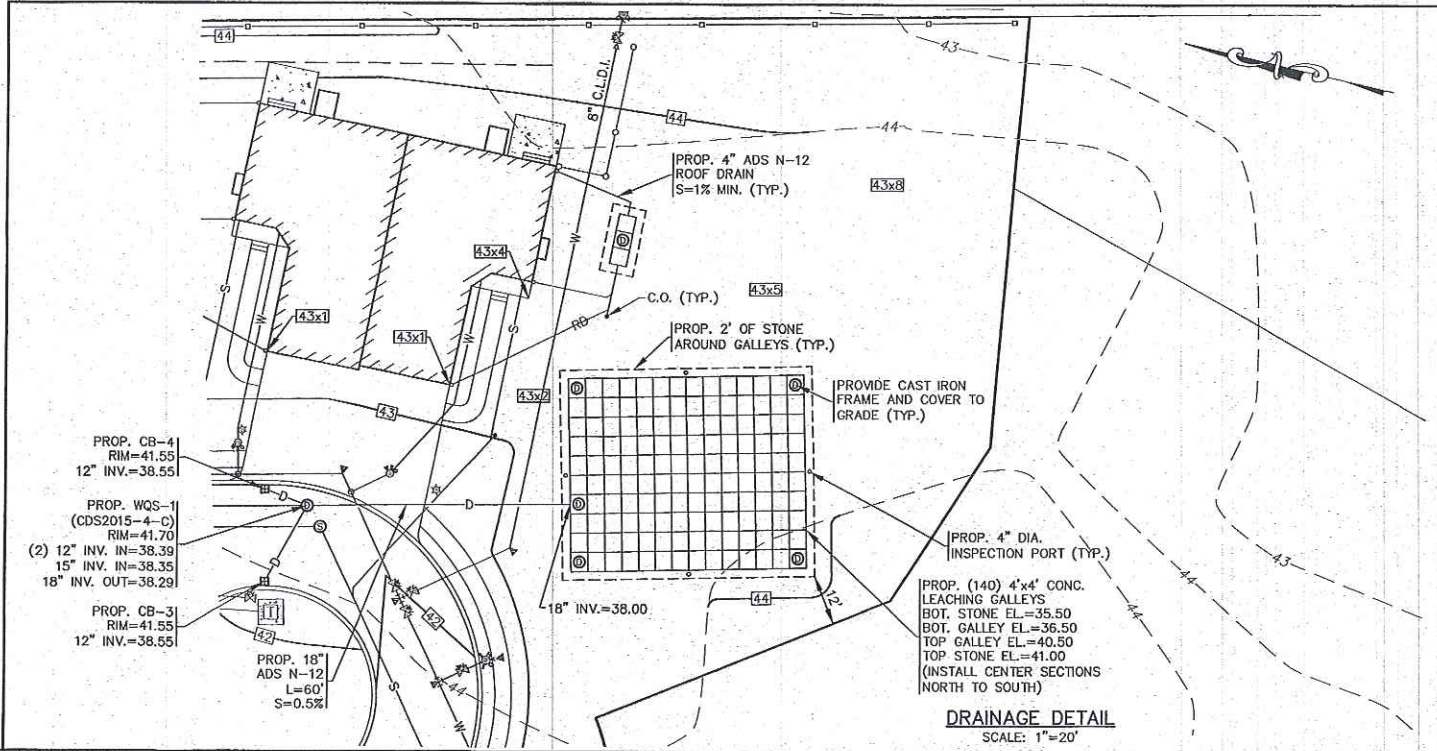 44
8" C.L.D.I.
43
44
44
PROP. 4" ADS N-12
ROOF DRAIN
S=1% MIN. (TYP.)
43x8
W
D
43x4
S
W
C.O. (TYP.)
43x5
43x1
RD
PROP. 2' OF STONE
AROUND GALLEYS (TYP.)
43x1
W
S
D
D
PROVIDE CAST IRON
FRAME AND COVER TO
GRADE (TYP.)
43x2
43
PROP. CB-4
RIM=41.55
12" INV.=38.55
D
PROP. WQS-1
(CDS2015-4-C)
RIM=41.70
(2) 12" INV. IN=38.39
15" INV. IN=38.35
18" INV. OUT=38.29
D
D
D
S
D
PROP. 4" DIA.
INSPECTION PORT (TYP.)
D
D
43
PROP. CB-3
RIM=41.55
12" INV.=38.55
42
42
18" INV.=38.00
44
12'
44
44
PROP. (140) 4'x4' CONC.
LEACHING GALLEYS
BOT. STONE EL.=35.50
BOT. GALLEY EL.=36.50
TOP GALLEY EL.=40.50
TOP STONE EL.=41.00
(INSTALL CENTER SECTIONS
NORTH TO SOUTH)
PROP. 18"
ADS N-12
L=60'
S=0.5%
S
44
W
DRAINAGE DETAIL
SCALE: 1"=20'